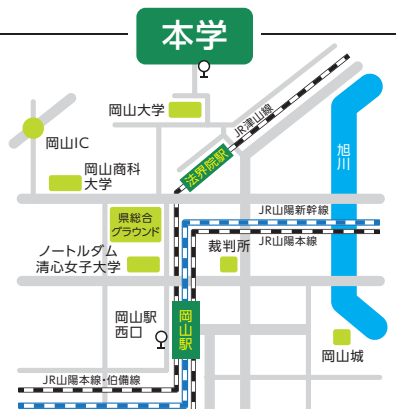 本学
岡山大学
JR津山線
岡山IC
旭川
法界院駅
岡山商科
大学
県総合
グラウンド
JR山陽新幹線
JR山陽本線
裁判所
ノートルダム
清心女子大学
岡山駅
西口
岡山駅
岡山城
JR山陽本線・伯備線